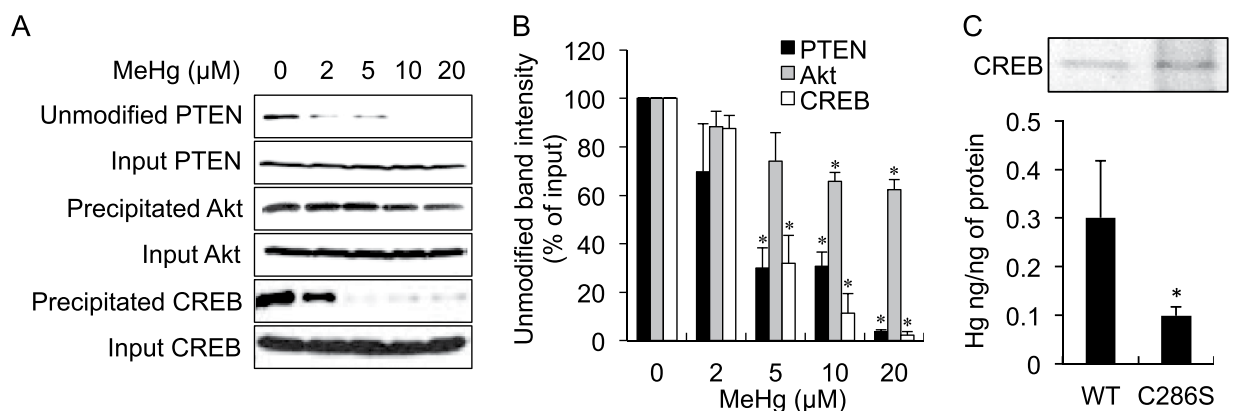 A
MeHg (μM) 0 2 5 10 20
Unmodified PTEN
Input PTEN
Precipitated Akt
Input Akt
Precipitated CREB
Input CREB
B
Unmodified band intensity
(% of input)
120
100
80
60
40
20
0
PTEN
Akt
CREB
* * * * * * * *
0 2 5 10 20
MeHg (μM)
C
CREB
Hg ng/ng of protein
0.5
0.4
0.3
0.2
0.1
0
*
WT C286S